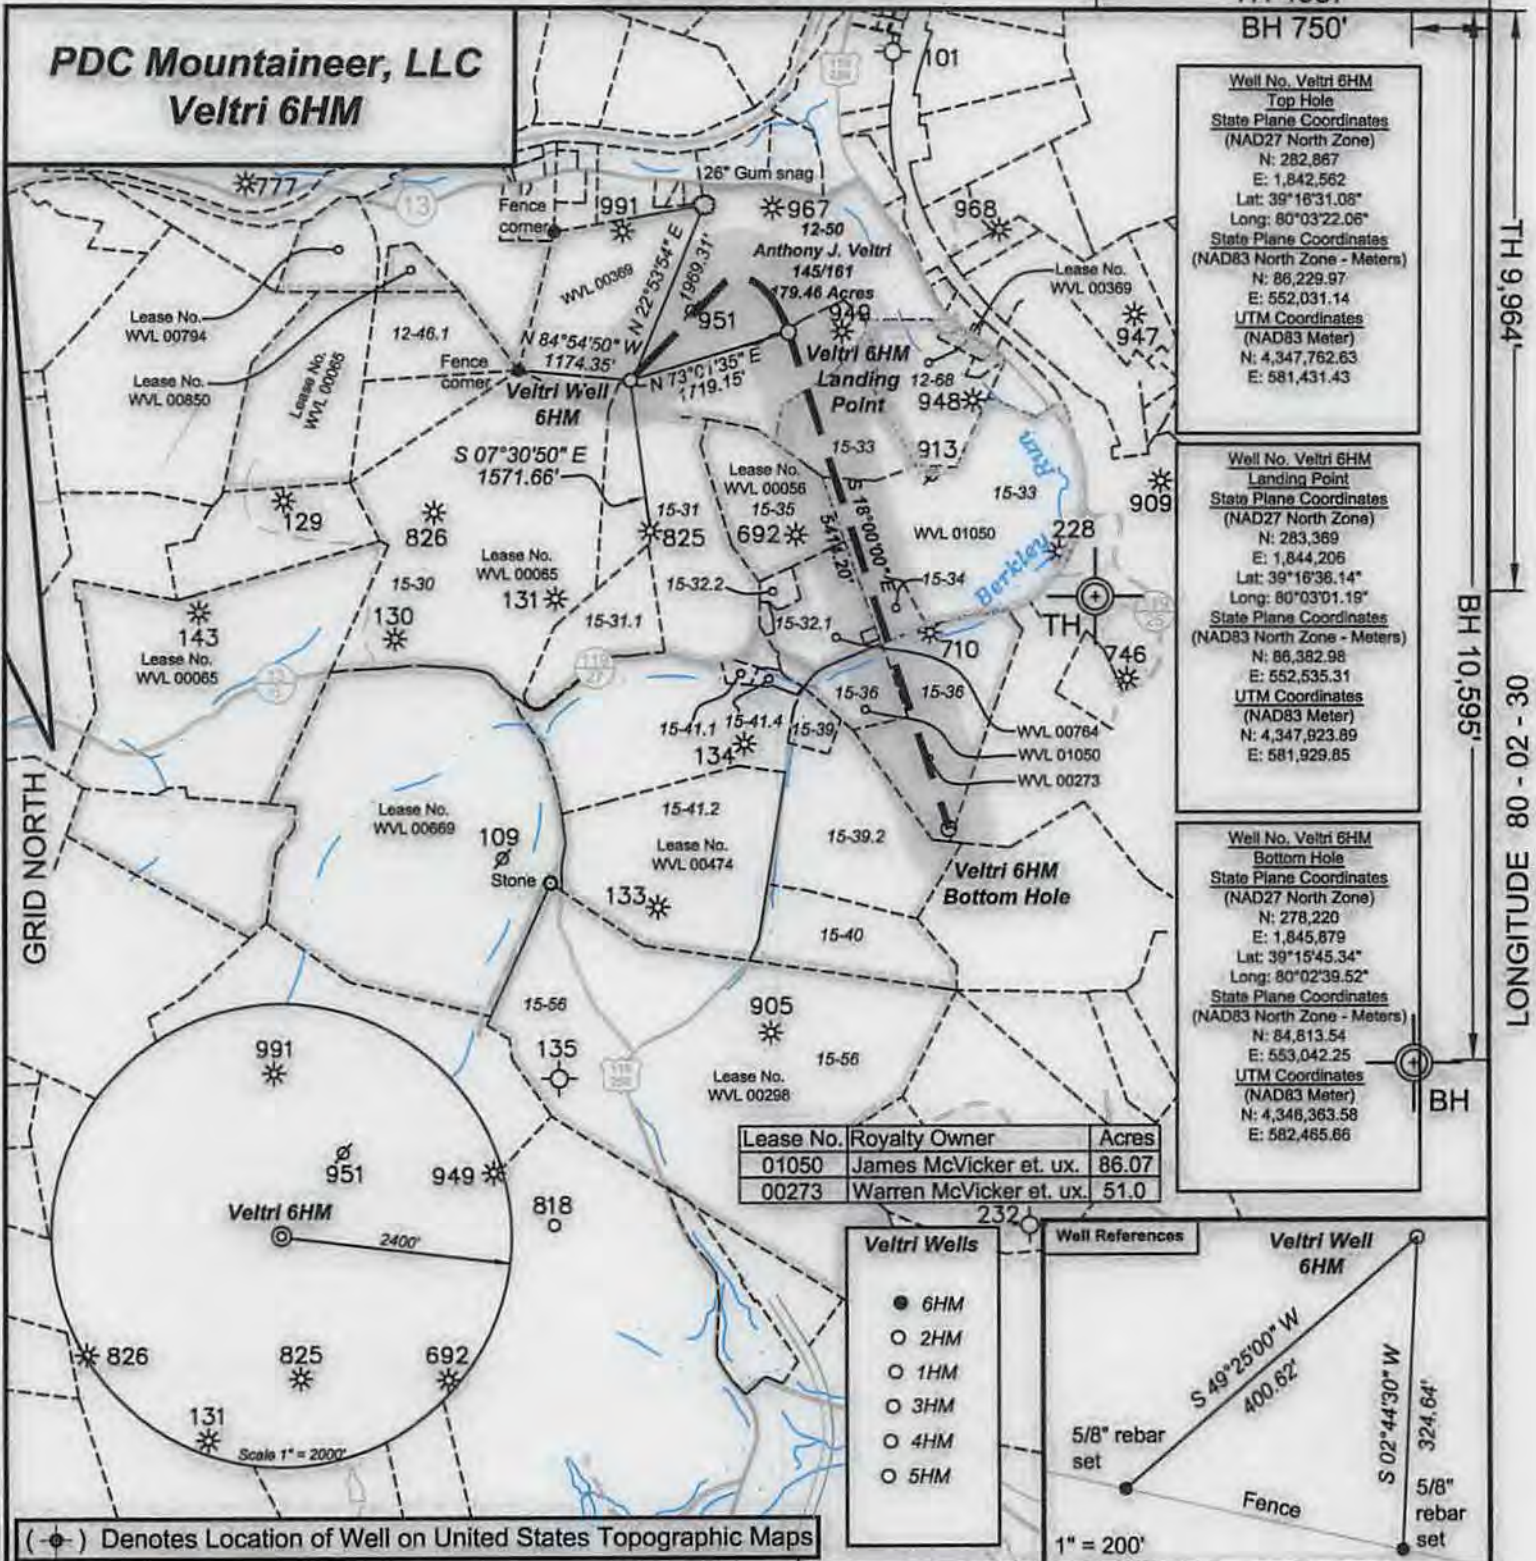 BH 750'
PDC Mountaineer, LLC
Veltri 6HM
TH 9,964'
BH 10,595'
LONGITUDE 80 - 02 - 30
GRID NORTH
Well No. Veltri 6HM
Top Hole
State Plane Coordinates
(NAD27 North Zone)
N: 282,867
E: 1,842,562
Lat: 39°16'31.08"
Long: 80°03'22.06"
State Plane Coordinates
(NAD83 North Zone - Meters)
N: 86,229.97
E: 552,031.14
UTM Coordinates
(NAD83 Meter)
N: 4,347,762.63
E: 581,431.43
Well No. Veltri 6HM
Landing Point
State Plane Coordinates
(NAD27 North Zone)
N: 283,369
E: 1,844,206
Lat: 39°16'36.14"
Long: 80°03'01.19"
State Plane Coordinates
(NAD83 North Zone - Meters)
N: 86,382.98
E: 552,535.31
UTM Coordinates
(NAD83 Meter)
N: 4,347,923.89
E: 581,929.85
Well No. Veltri 6HM
Bottom Hole
State Plane Coordinates
(NAD27 North Zone)
N: 278,220
E: 1,845,879
Lat: 39°15'45.34"
Long: 80°02'39.52"
State Plane Coordinates
(NAD83 North Zone - Meters)
N: 84,813.54
E: 553,042.25
UTM Coordinates
(NAD83 Meter)
N: 4,346,363.58
E: 582,465.66
101
777
13
26" Gum snag
Fence
corner
991
967
968
12-50
Anthony J. Veltri
145/161
179.46 Acres
WVL 00369
N 22°53'54" E
1969.31'
951
949
Lease No.
WVL 00369
947
Lease No.
WVL 00794
Lease No.
WVL 00850
Lease No.
WVL 00065
12-46.1
Fence
corner
N 84°54'50" W
1174.35'
Veltri Well
6HM
N 73°01'35" E
1719.15'
Veltri 6HM
Landing
Point
12-68
948
S 07°30'50" E
1571.66'
15-33
913
Berkley Run
909
Lease No.
WVL 00056
15-35
692
15-33
WVL 01050
228
129
826
15-31
825
S 18°00'00" E
5414.20'
Lease No.
WVL 00065
15-30
131
15-32.2
15-34
TH
143
130
15-31.1
15-32.1
710
746
Lease No.
WVL 00065
15-36
15-36
15-41.1
15-41.4
15-39
134
WVL 00764
WVL 01050
WVL 00273
Lease No.
WVL 00669
109
Stone
15-41.2
Lease No.
WVL 00474
15-39.2
133
Veltri 6HM
Bottom Hole
15-40
15-56
905
15-56
135
Lease No.
WVL 00298
BH
Lease No. Royalty Owner Acres
01050 James McVicker et. ux. 86.07
00273 Warren McVicker et. ux. 51.0
991
951
949
Veltri 6HM
2400'
818
232
826
825
692
131
Scale 1" = 2000'
Veltri Wells
6HM
2HM
1HM
3HM
4HM
5HM
Well References
Veltri Well
6HM
S 49°25'00" W
400.62'
S 02°44'30" W
324.64'
5/8" rebar
set
Fence
5/8"
rebar
set
1" = 200'
( ) Denotes Location of Well on United States Topographic Maps